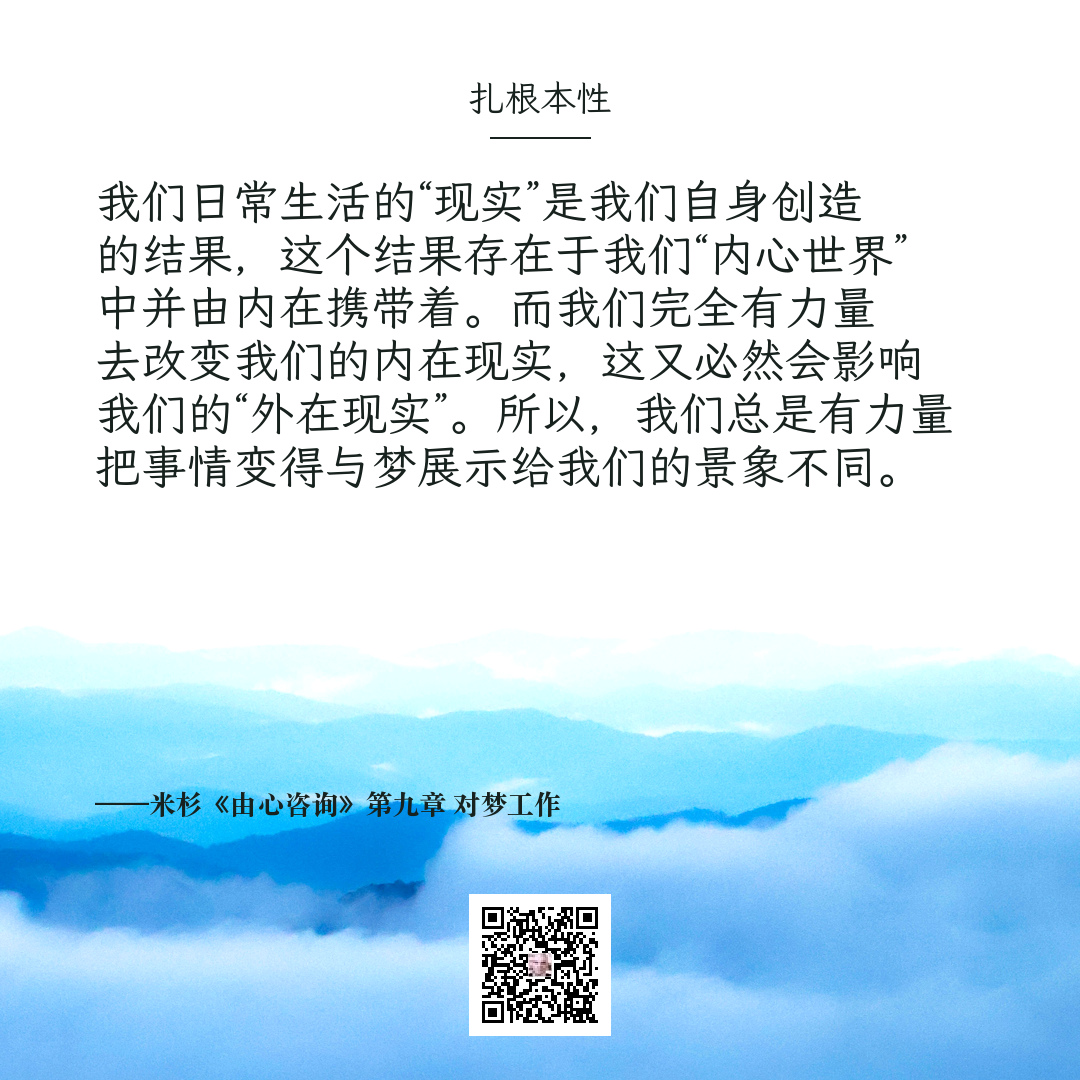 扎根本性
我们日常生活的“现实”是我们自身创造
的结果，这个结果存在于我们“内心世界”
中并由内在携带着。而我们完全有力量
去改变我们的内在现实，这又必然会影响
我们的“外在现实”。所以，我们总是有力量
把事情变得与梦展示给我们的景象不同。
——米杉《由心咨询》第九章 对梦工作